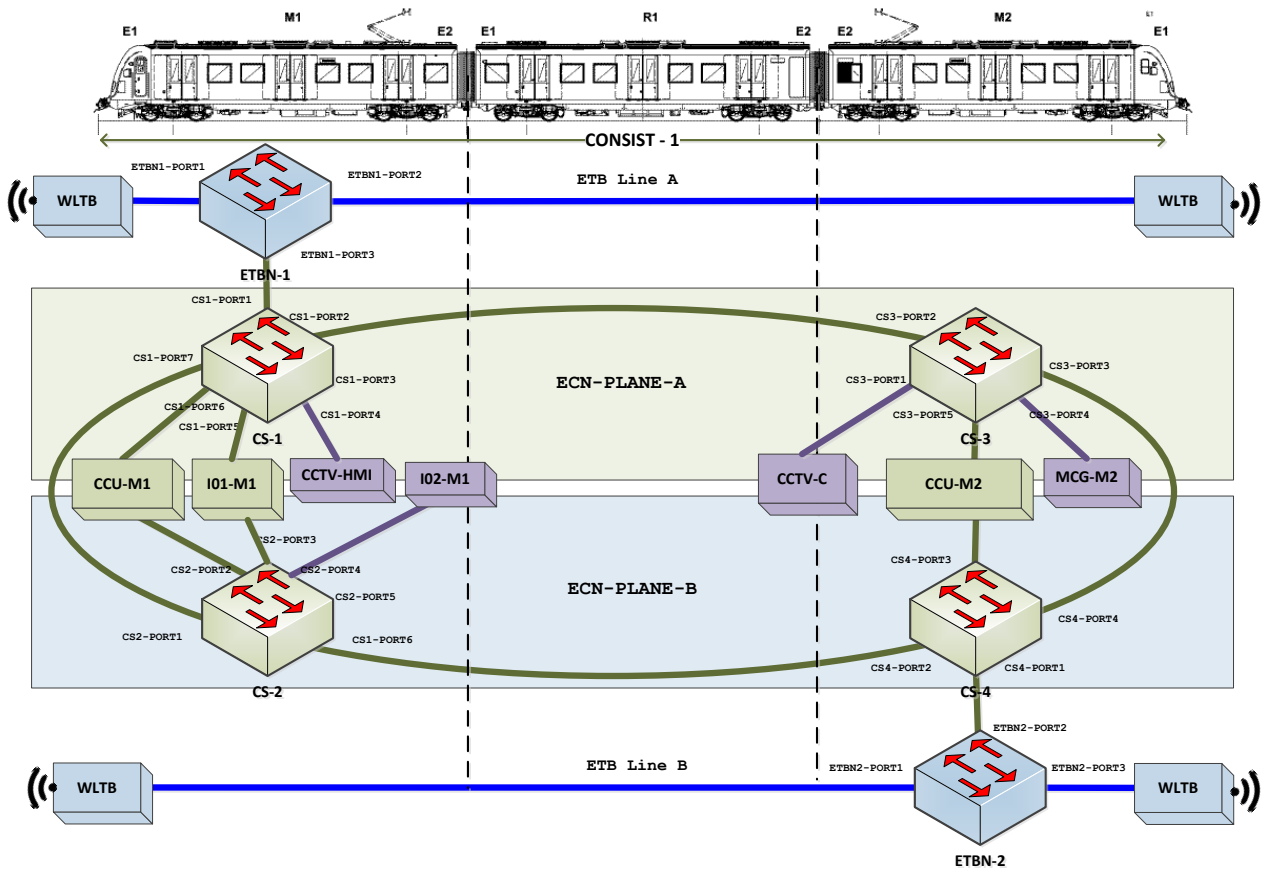 M1 R1 M2
E1 E2 E1 E2 E2 E1
CONSIST - 1
ETBN1-PORT1
ETBN1-PORT2
ETB Line A
WLTB
WLTB
ETBN1-PORT3
ETBN-1
CS1-PORT1
CS1-PORT2
CS3-PORT2
CS1-PORT7
CS1-PORT3
CS3-PORT1
CS3-PORT3
ECN-PLANE-A
CS1-PORT6
CS1-PORT4
CS3-PORT5
CS3-PORT4
CS1-PORT5
CS-1
CS-3
CCU-M1
I01-M1
CCTV-HMI
I02-M1
CCTV-C
CCU-M2
MCG-M2
CS2-PORT3
CS4-PORT3
CS2-PORT2
CS2-PORT4
ECN-PLANE-B
CS2-PORT5
CS4-PORT4
CS2-PORT1
CS1-PORT6
CS4-PORT2
CS4-PORT1
CS-2
CS-4
ETBN2-PORT2
ETB Line B
ETBN2-PORT1
ETBN2-PORT3
WLTB
WLTB
ETBN-2